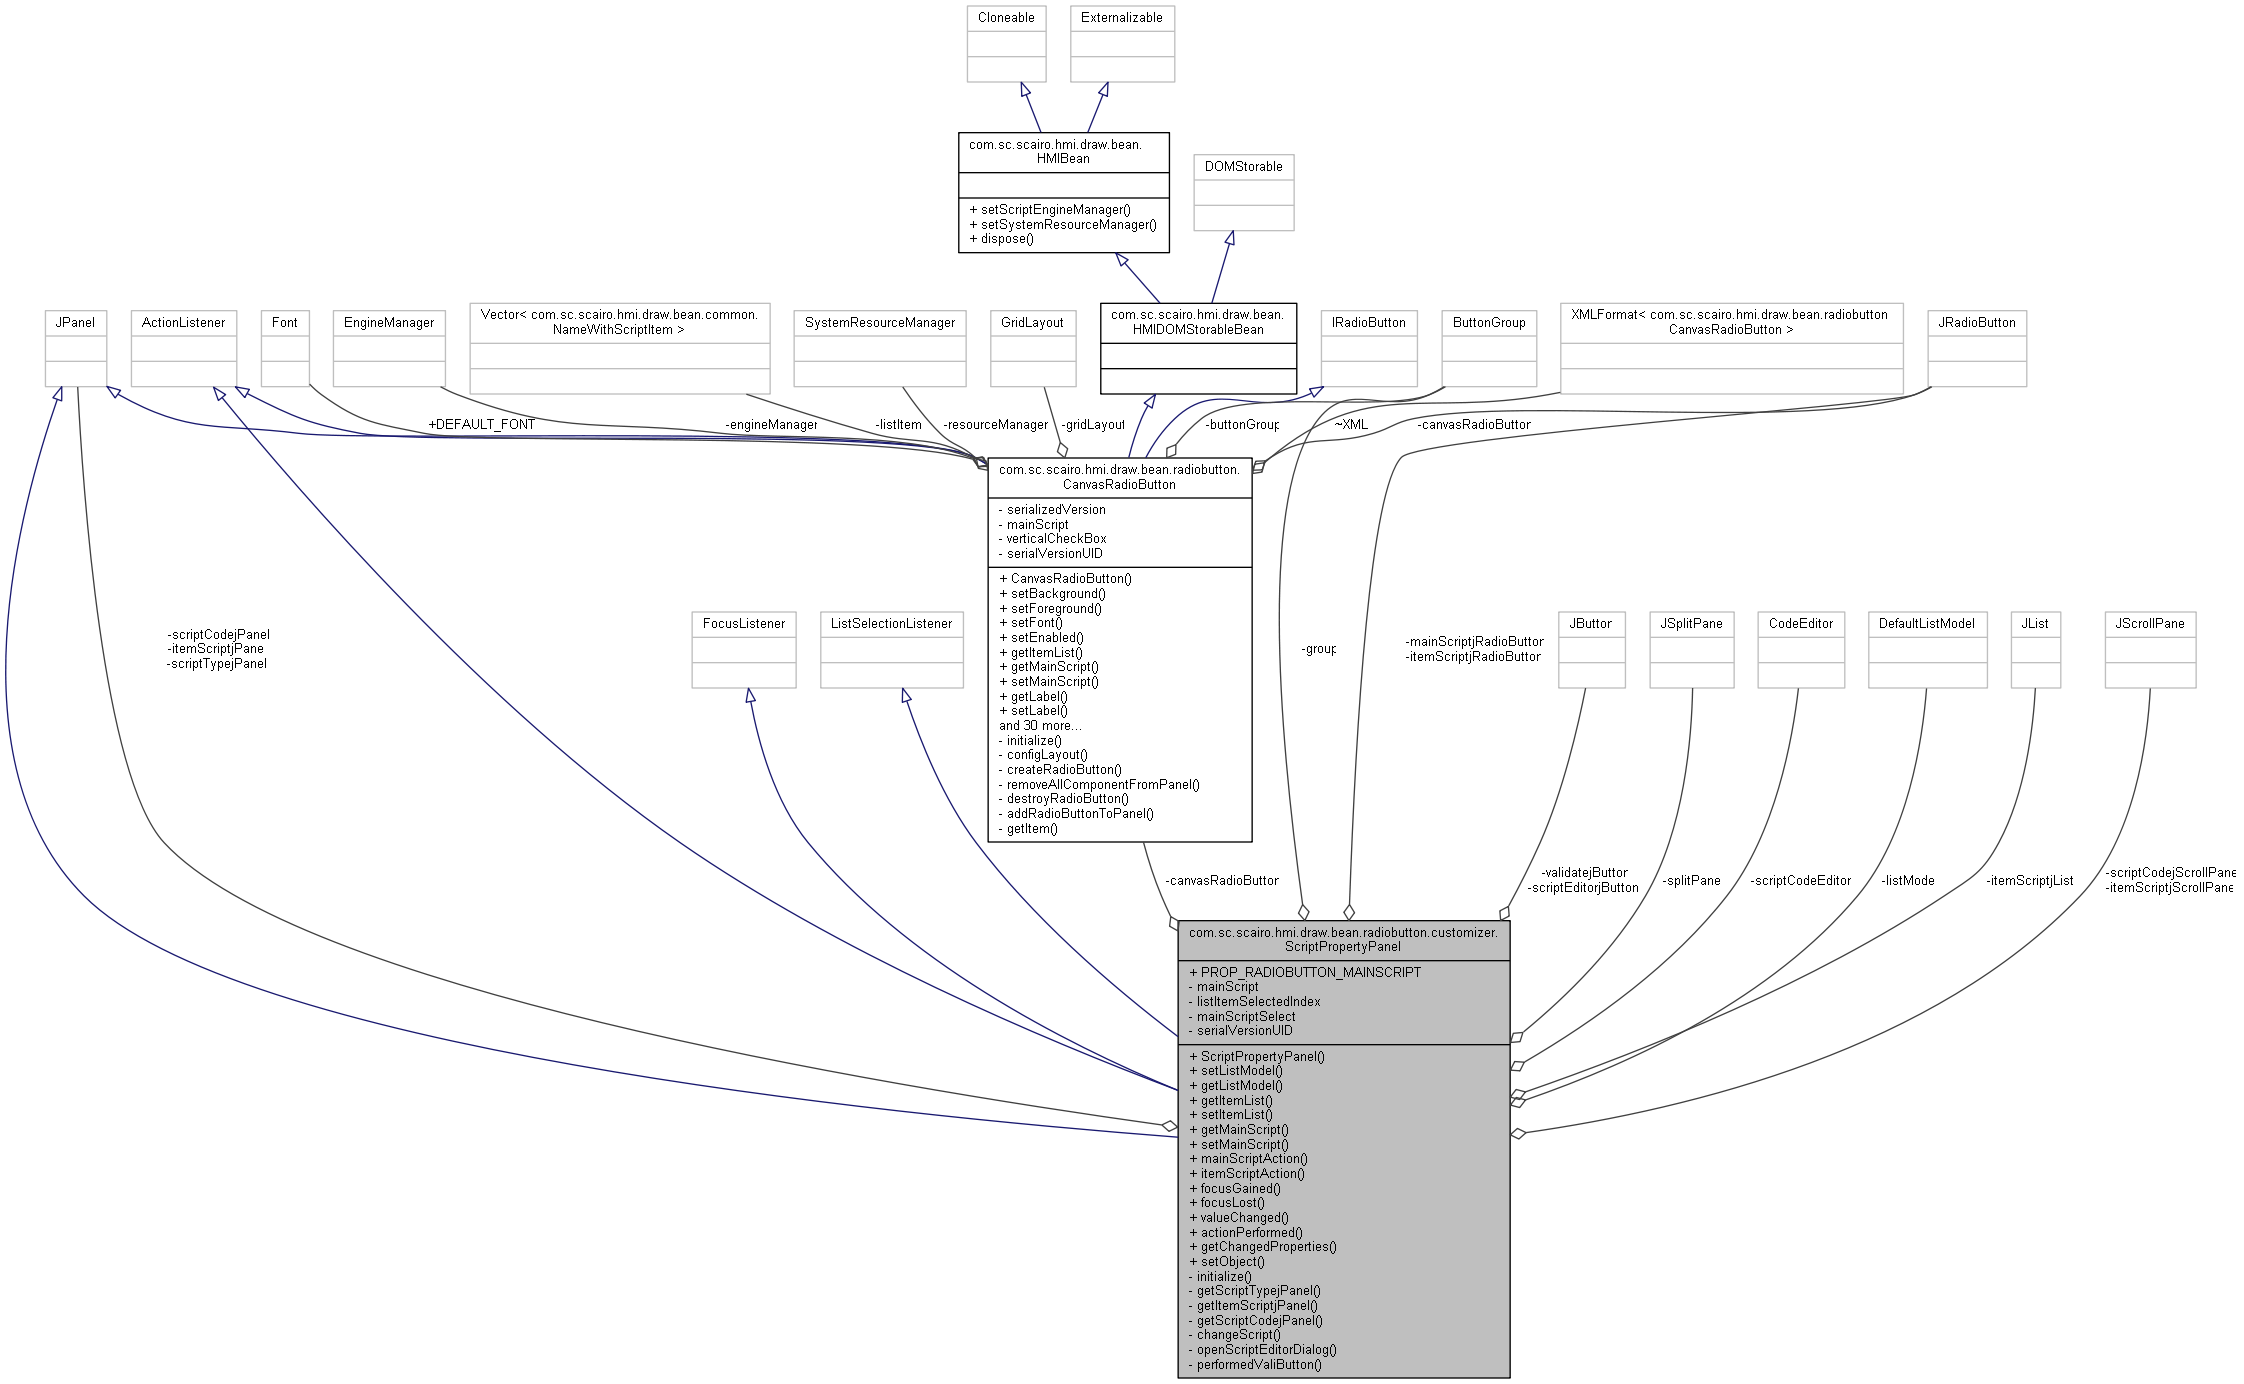 Cloneable
Externalizable
com.sc.scairo.hmi.draw.bean.
HMIBean
+ setScriptEngineManager()
+ setSystemResourceManager()
+ dispose()
DOMStorable
JPanel
ActionListener
Font
EngineManager
Vector< com.sc.scairo.hmi.draw.bean.common.
NameWithScriptItem >
SystemResourceManager
GridLayout
com.sc.scairo.hmi.draw.bean.
HMIDOMStorableBean
IRadioButton
ButtonGroup
XMLFormat< com.sc.scairo.hmi.draw.bean.radiobutton
CanvasRadioButton >
JRadioButton
+DEFAULT_FONT
-engineManager
-listItem
-resourceManager
-gridLayout
-buttonGroup
~XML
-canvasRadioButtor
com.sc.scairo.hmi.draw.bean.radiobutton.
CanvasRadioButton
- serializedVersion
- mainScript
- verticalCheckBox
- serialVersionUID
+ CanvasRadioButton()
+ setBackground()
+ setForeground()
+ setFont()
+ setEnabled()
+ getItemList()
+ getMainScript()
+ setMainScript()
+ getLabel()
+ setLabel()
and 30 more...
- initialize()
- configLayout()
- createRadioButton()
- removeAllComponentFromPanel()
- destroyRadioButton()
- addRadioButtonToPanel()
- getItem()
-scriptCodejPanel
-itemScriptjPane
-scriptTypejPanel
FocusListener
ListSelectionListener
-group
-mainScriptjRadioButtor
-itemScriptjRadioButtor
JButtor
JSplitPane
CodeEditor
DefaultListModel
JList
JScrollPane
-canvasRadioButtor
-validatejButtor
-scriptEditorjButton
-splitPane
-scriptCodeEditor
-listMode
-itemScriptjList
-scriptCodejScrollPane
-itemScriptjScrollPane
com.sc.scairo.hmi.draw.bean.radiobutton.customizer.
ScriptPropertyPanel
+ PROP_RADIOBUTTON_MAINSCRIPT
- mainScript
- listItemSelectedIndex
- mainScriptSelect
- serialVersionUID
+ ScriptPropertyPanel()
+ setListModel()
+ getListModel()
+ getItemList()
+ setItemList()
+ getMainScript()
+ setMainScript()
+ mainScriptAction()
+ itemScriptAction()
+ focusGained()
+ focusLost()
+ valueChanged()
+ actionPerformed()
+ getChangedProperties()
+ setObject()
- initialize()
- getScriptTypejPanel()
- getItemScriptjPanel()
- getScriptCodejPanel()
- changeScript()
- openScriptEditorDialog()
- performedValiButton()